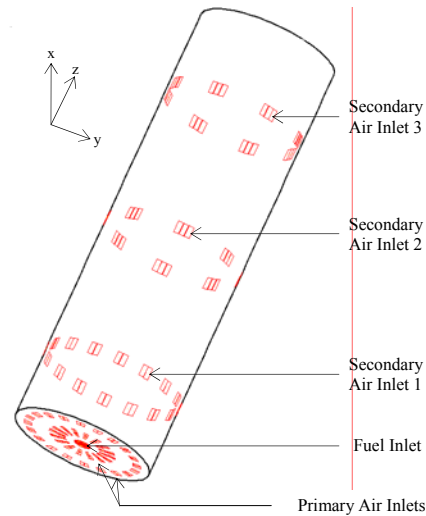 x
z
y
Secondary
Air Inlet 3
Secondary
Air Inlet 2
Secondary
Air Inlet 1
Fuel Inlet
Primary Air Inlets